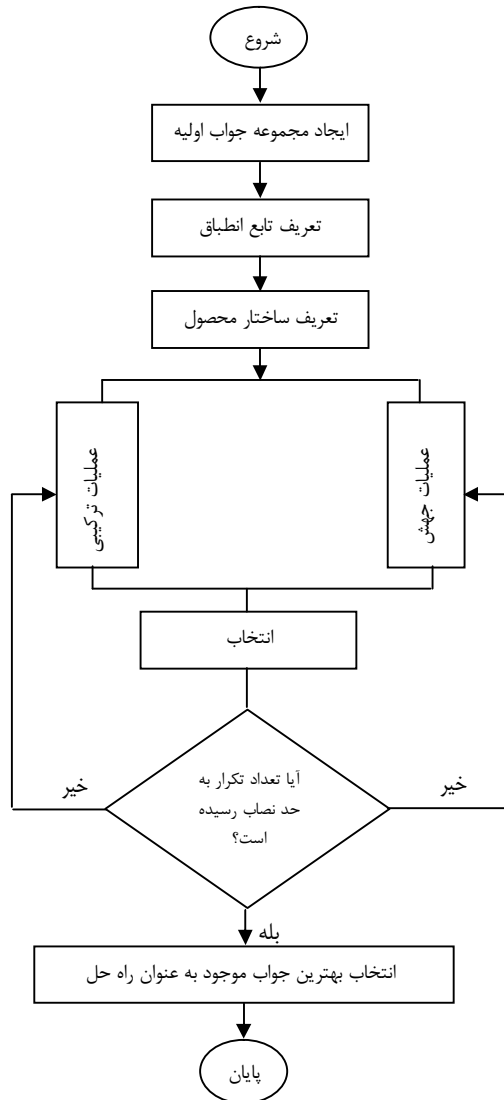 شروع
ایجاد مجموعه جواب اولیه
تعریف تابع انطباق
تعریف ساختار محصول
عملیات جهش
عملیات ترکیبی
انتخاب
آیا تعداد تکرار به
حد نصاب رسیده
است؟
خیر
خیر
بله
انتخاب بهترین جواب موجود به عنوان راه حل
پایان